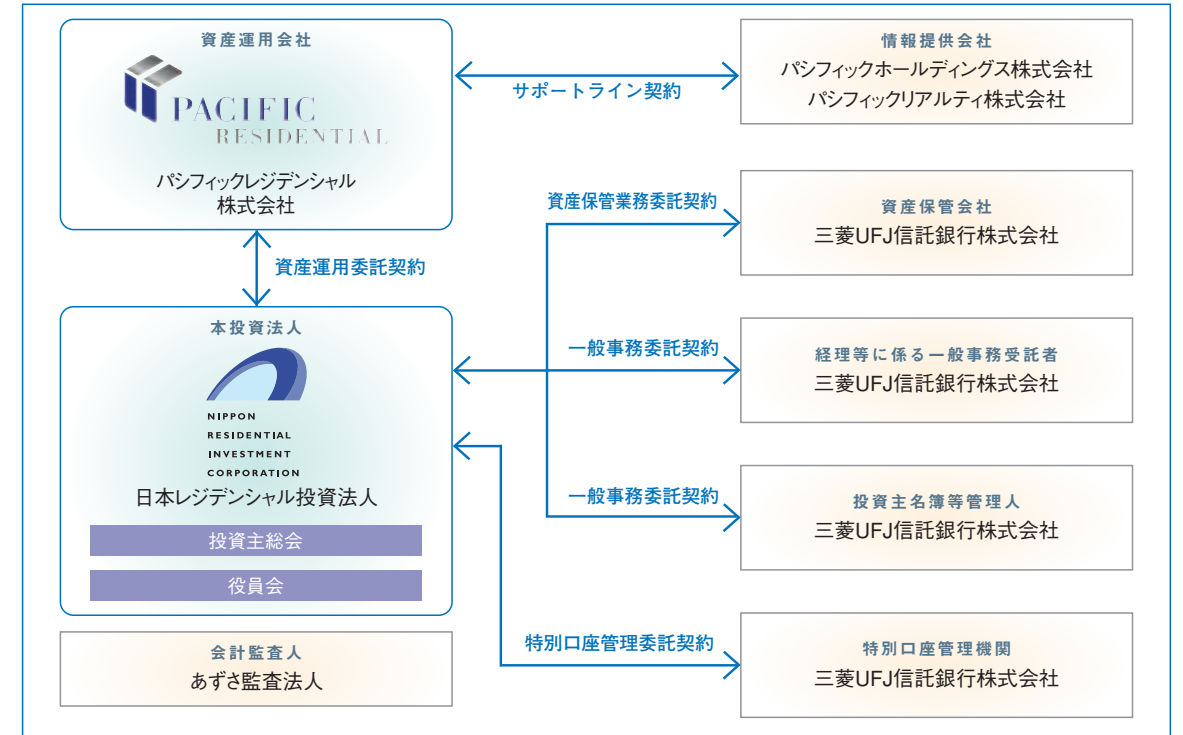 資産運用会社
PACIFIC
RESIDENTIAL
パシフィックレジデンシャル
株式会社
サポートライン契約
情報提供会社
パシフィックホールディングス株式会社
パシフィックリアルティ株式会社
資産運用委託契約
本投資法人
NIPPON
RESIDENTIAL
INVESTMENT
CORPORATION
日本レジデンシャル投資法人
投資主総会
役員会
資産保管業務委託契約
資産保管会社
三菱UFJ信託銀行株式会社
一般事務委託契約
経理等に係る一般事務受託者
三菱UFJ信託銀行株式会社
一般事務委託契約
投資主名簿等管理人
三菱UFJ信託銀行株式会社
特別口座管理委託契約
特別口座管理機関
三菱UFJ信託銀行株式会社
会計監査人
あずさ監査法人